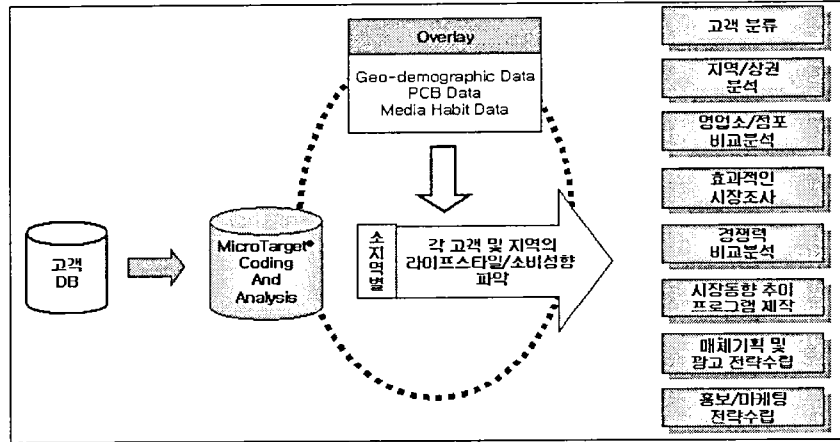 Overlay
Geo-demographic Data
PCB Data
Media Habit Data
고객
DB
MicroTarget®
Coding
And
Analysis
소지역별
각 고객 및 지역의
라이프스타일/소비성향
파악
고객 분류
지역/상권
분석
영업소/점포
비교분석
효과적인
시장조사
경쟁력
비교분석
시장동향 추이
프로그램 제작
매체기획 및
광고 전략수립
홍보/마케팅
전략수립